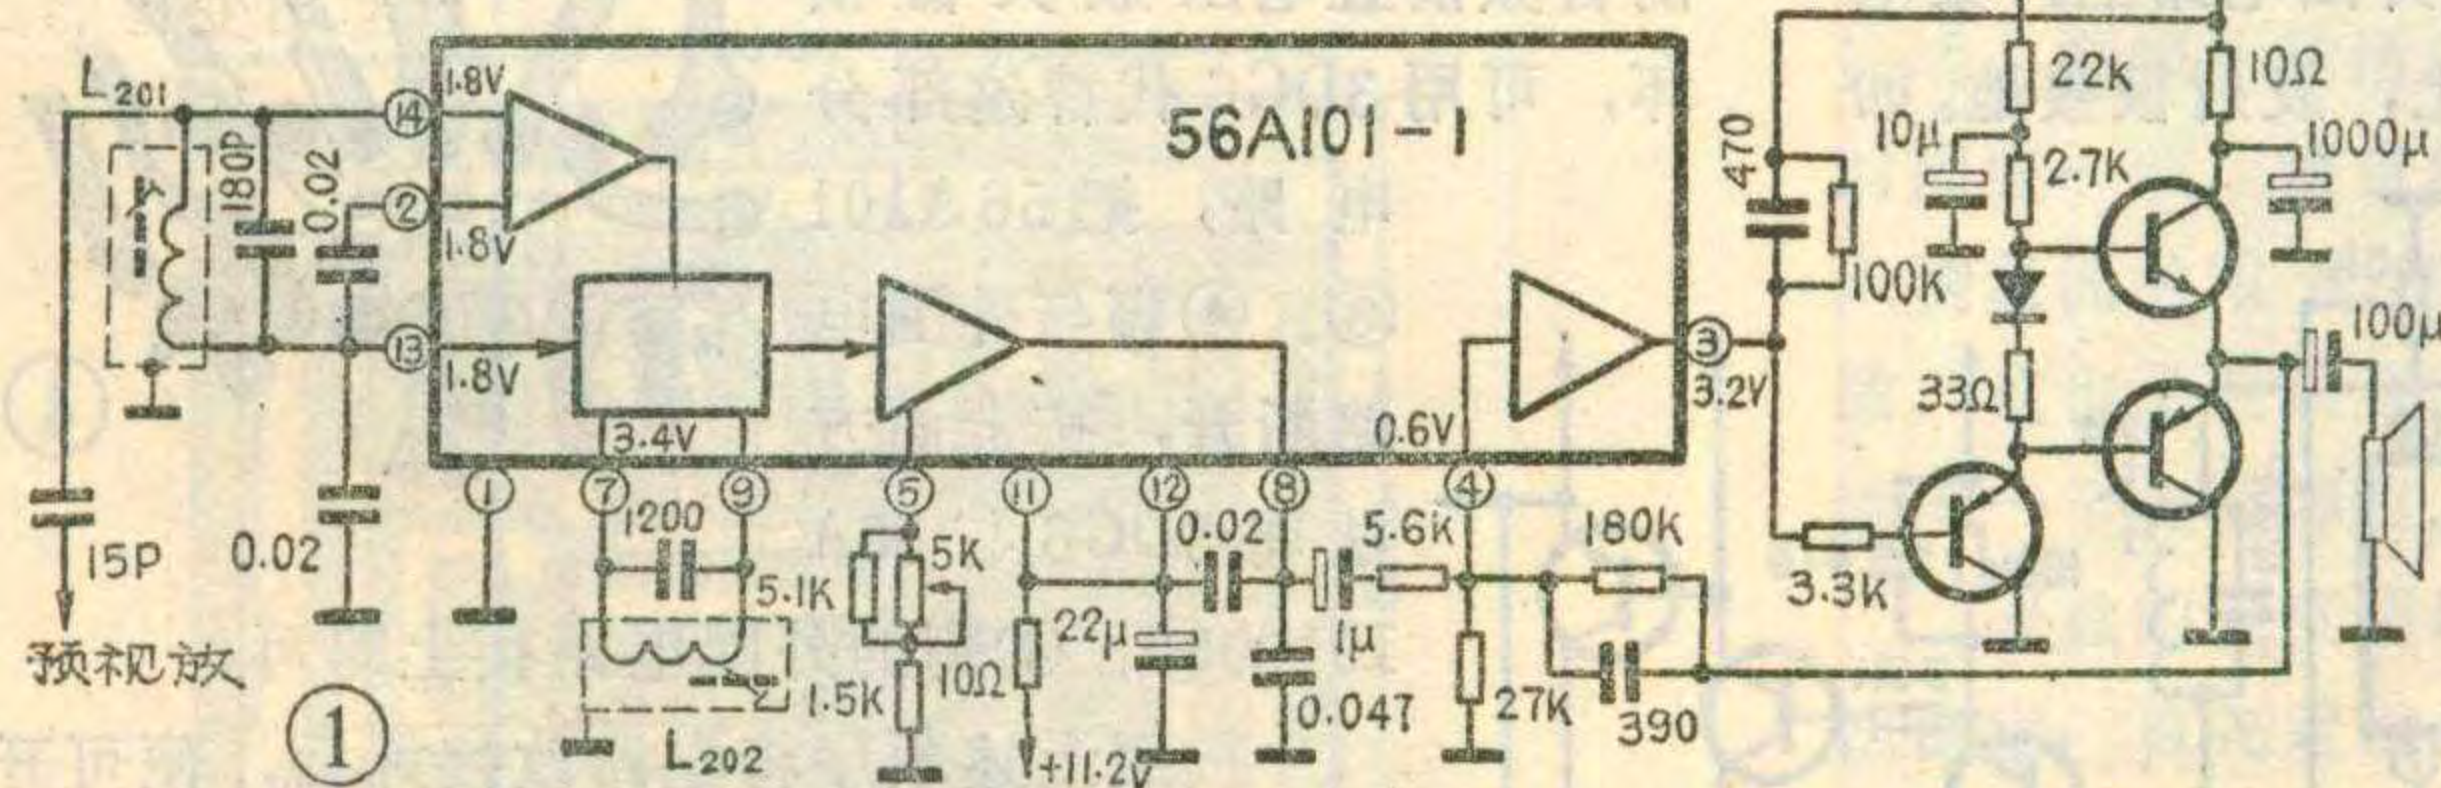 L₂₀₁
180P
0.02
⑭
1.8V
②
1.8V
⑬
1.8V
56A101-1
3.4V
0.6V
③
3.2V
①
⑦
⑨
⑤
⑪
⑫
⑧
④
15P
预视放
0.02
1200
L₂₀₂
5.1K
5K
1.5K
10Ω
+11.2V
22μ
0.02
0.047
1μ
5.6K
27K
180K
390
470
100K
3.3K
22K
10μ
2.7K
33Ω
10Ω
1000μ
100μ
①